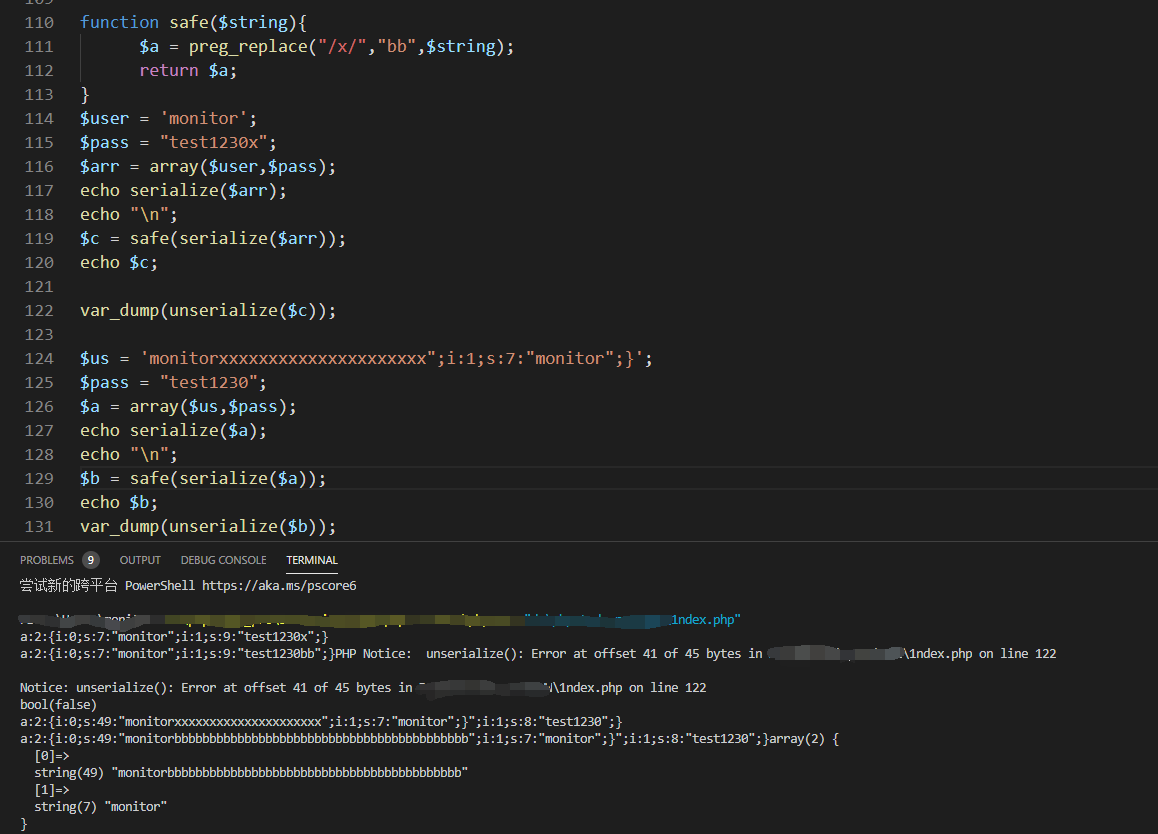 109
110 function safe($string){
111 $a = preg_replace("/x/","bb",$string);
112 return $a;
113 }
114 $user = 'monitor';
115 $pass = "test1230x";
116 $arr = array($user,$pass);
117 echo serialize($arr);
118 echo "\n";
119 $c = safe(serialize($arr));
120 echo $c;
121
122 var_dump(unserialize($c));
123
124 $us = 'monitorxxxxxxxxxxxxxxxxxxxxx";i:1;s:7:"monitor";}';
125 $pass = "test1230";
126 $a = array($us,$pass);
127 echo serialize($a);
128 echo "\n";
129 $b = safe(serialize($a));
130 echo $b;
131 var_dump(unserialize($b));
PROBLEMS 9 OUTPUT DEBUG CONSOLE TERMINAL
尝试新的跨平台 PowerShell https://aka.ms/pscore6
1ndex.php"
a:2:{i:0;s:7:"monitor";i:1;s:9:"test1230x";}
a:2:{i:0;s:7:"monitor";i:1;s:9:"test1230bb";}PHP Notice:  unserialize(): Error at offset 41 of 45 bytes in \1ndex.php on line 122
Notice: unserialize(): Error at offset 41 of 45 bytes in \1ndex.php on line 122
bool(false)
a:2:{i:0;s:49:"monitorxxxxxxxxxxxxxxxxxxxxx";i:1;s:7:"monitor";}";i:1;s:8:"test1230";}
a:2:{i:0;s:49:"monitorbbbbbbbbbbbbbbbbbbbbbbbbbbbbbbbbbbbbbbbbbb";i:1;s:7:"monitor";}";i:1;s:8:"test1230";}array(2) {
[0]=>
string(49) "monitorbbbbbbbbbbbbbbbbbbbbbbbbbbbbbbbbbbbbbbbbbb"
[1]=>
string(7) "monitor"
}